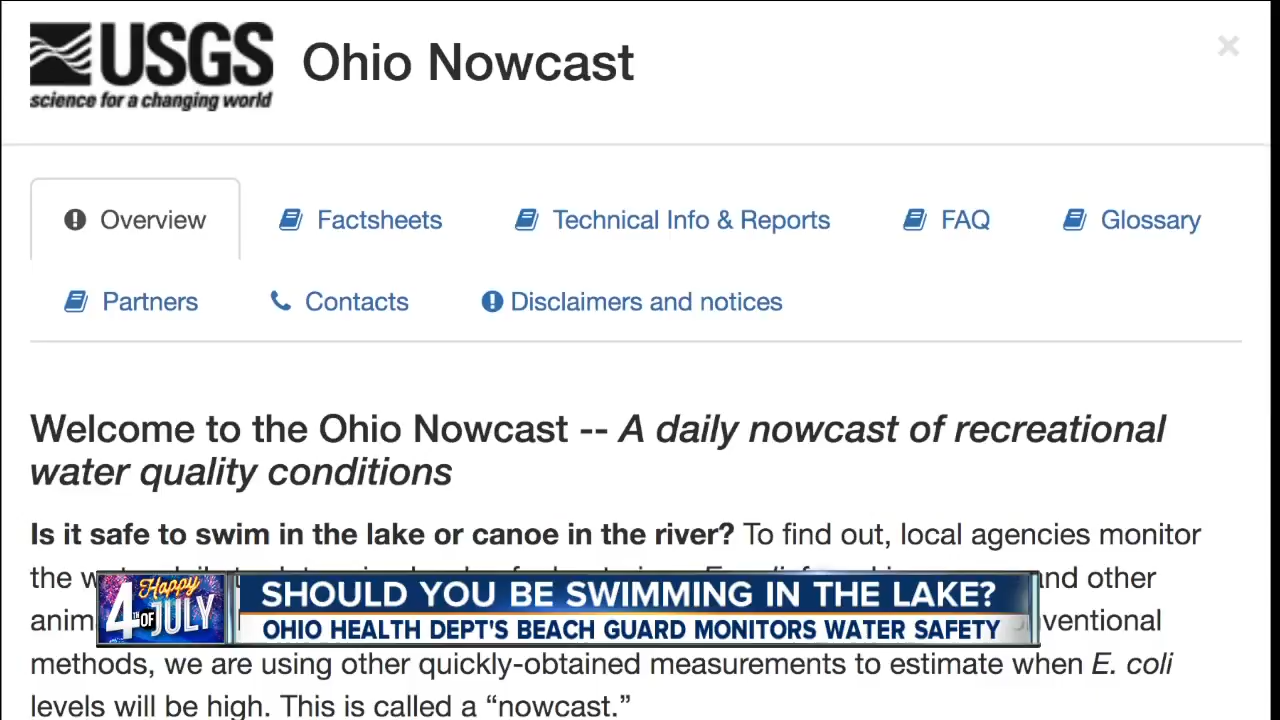 USGS
science for a changing world
Ohio Nowcast
×
Overview Factsheets Technical Info & Reports FAQ Glossary
Partners Contacts Disclaimers and notices
Welcome to the Ohio Nowcast -- A daily nowcast of recreational
water quality conditions
Is it safe to swim in the lake or canoe in the river? To find out, local agencies monitor
the and other
Happy
4TH OF JULY
SHOULD YOU BE SWIMMING IN THE LAKE?
OHIO HEALTH DEPT'S BEACH GUARD MONITORS WATER SAFETY
methods, we are using other quickly-obtained measurements to estimate when E. coli
levels will be high. This is called a “nowcast.”